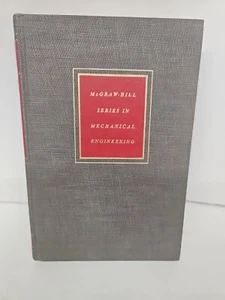 McGRAW-HILL
SERIES IN
MECHANICAL
ENGINEERING